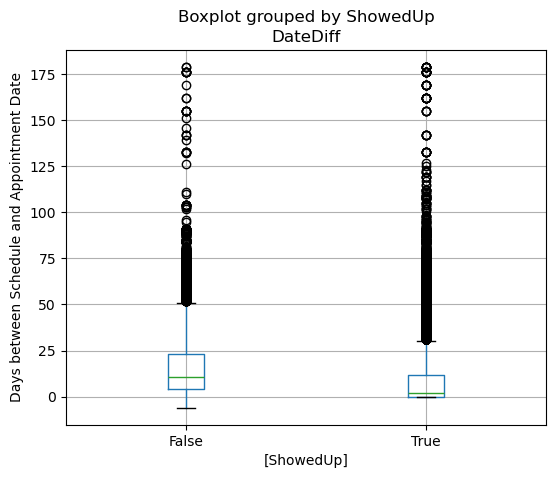 Boxplot grouped by ShowedUp
DateDiff
Days between Schedule and Appointment Date
175
150
125
100
75
50
25
0
False
True
[ShowedUp]